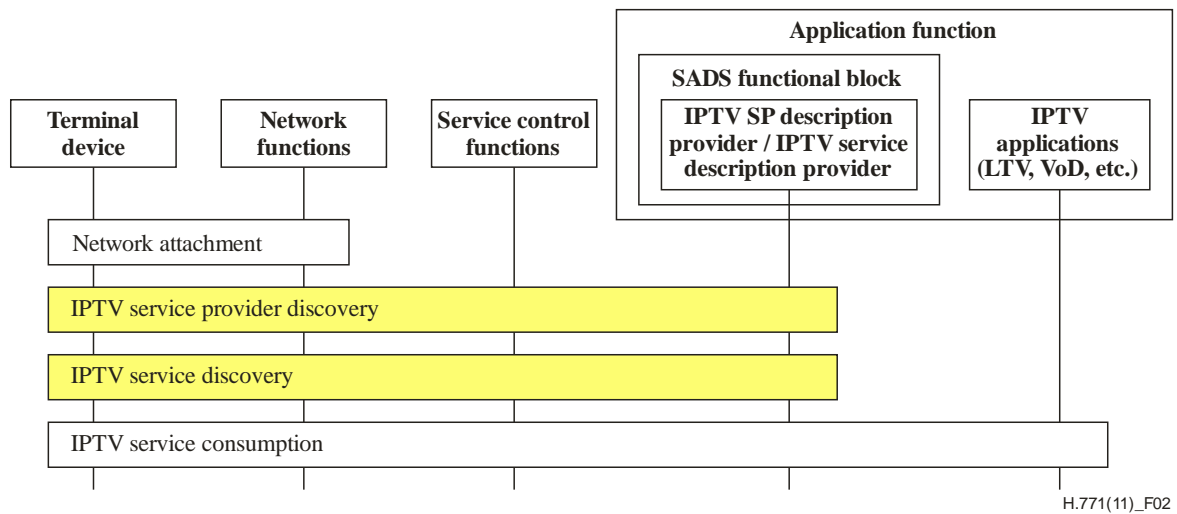 Application function
SADS functional block
Terminal
device
Network
functions
Service control
functions
IPTV SP description
provider / IPTV service
description provider
IPTV
applications
(LTV, VoD, etc.)
Network attachment
IPTV service provider discovery
IPTV service discovery
IPTV service consumption
H.771(11)_F02